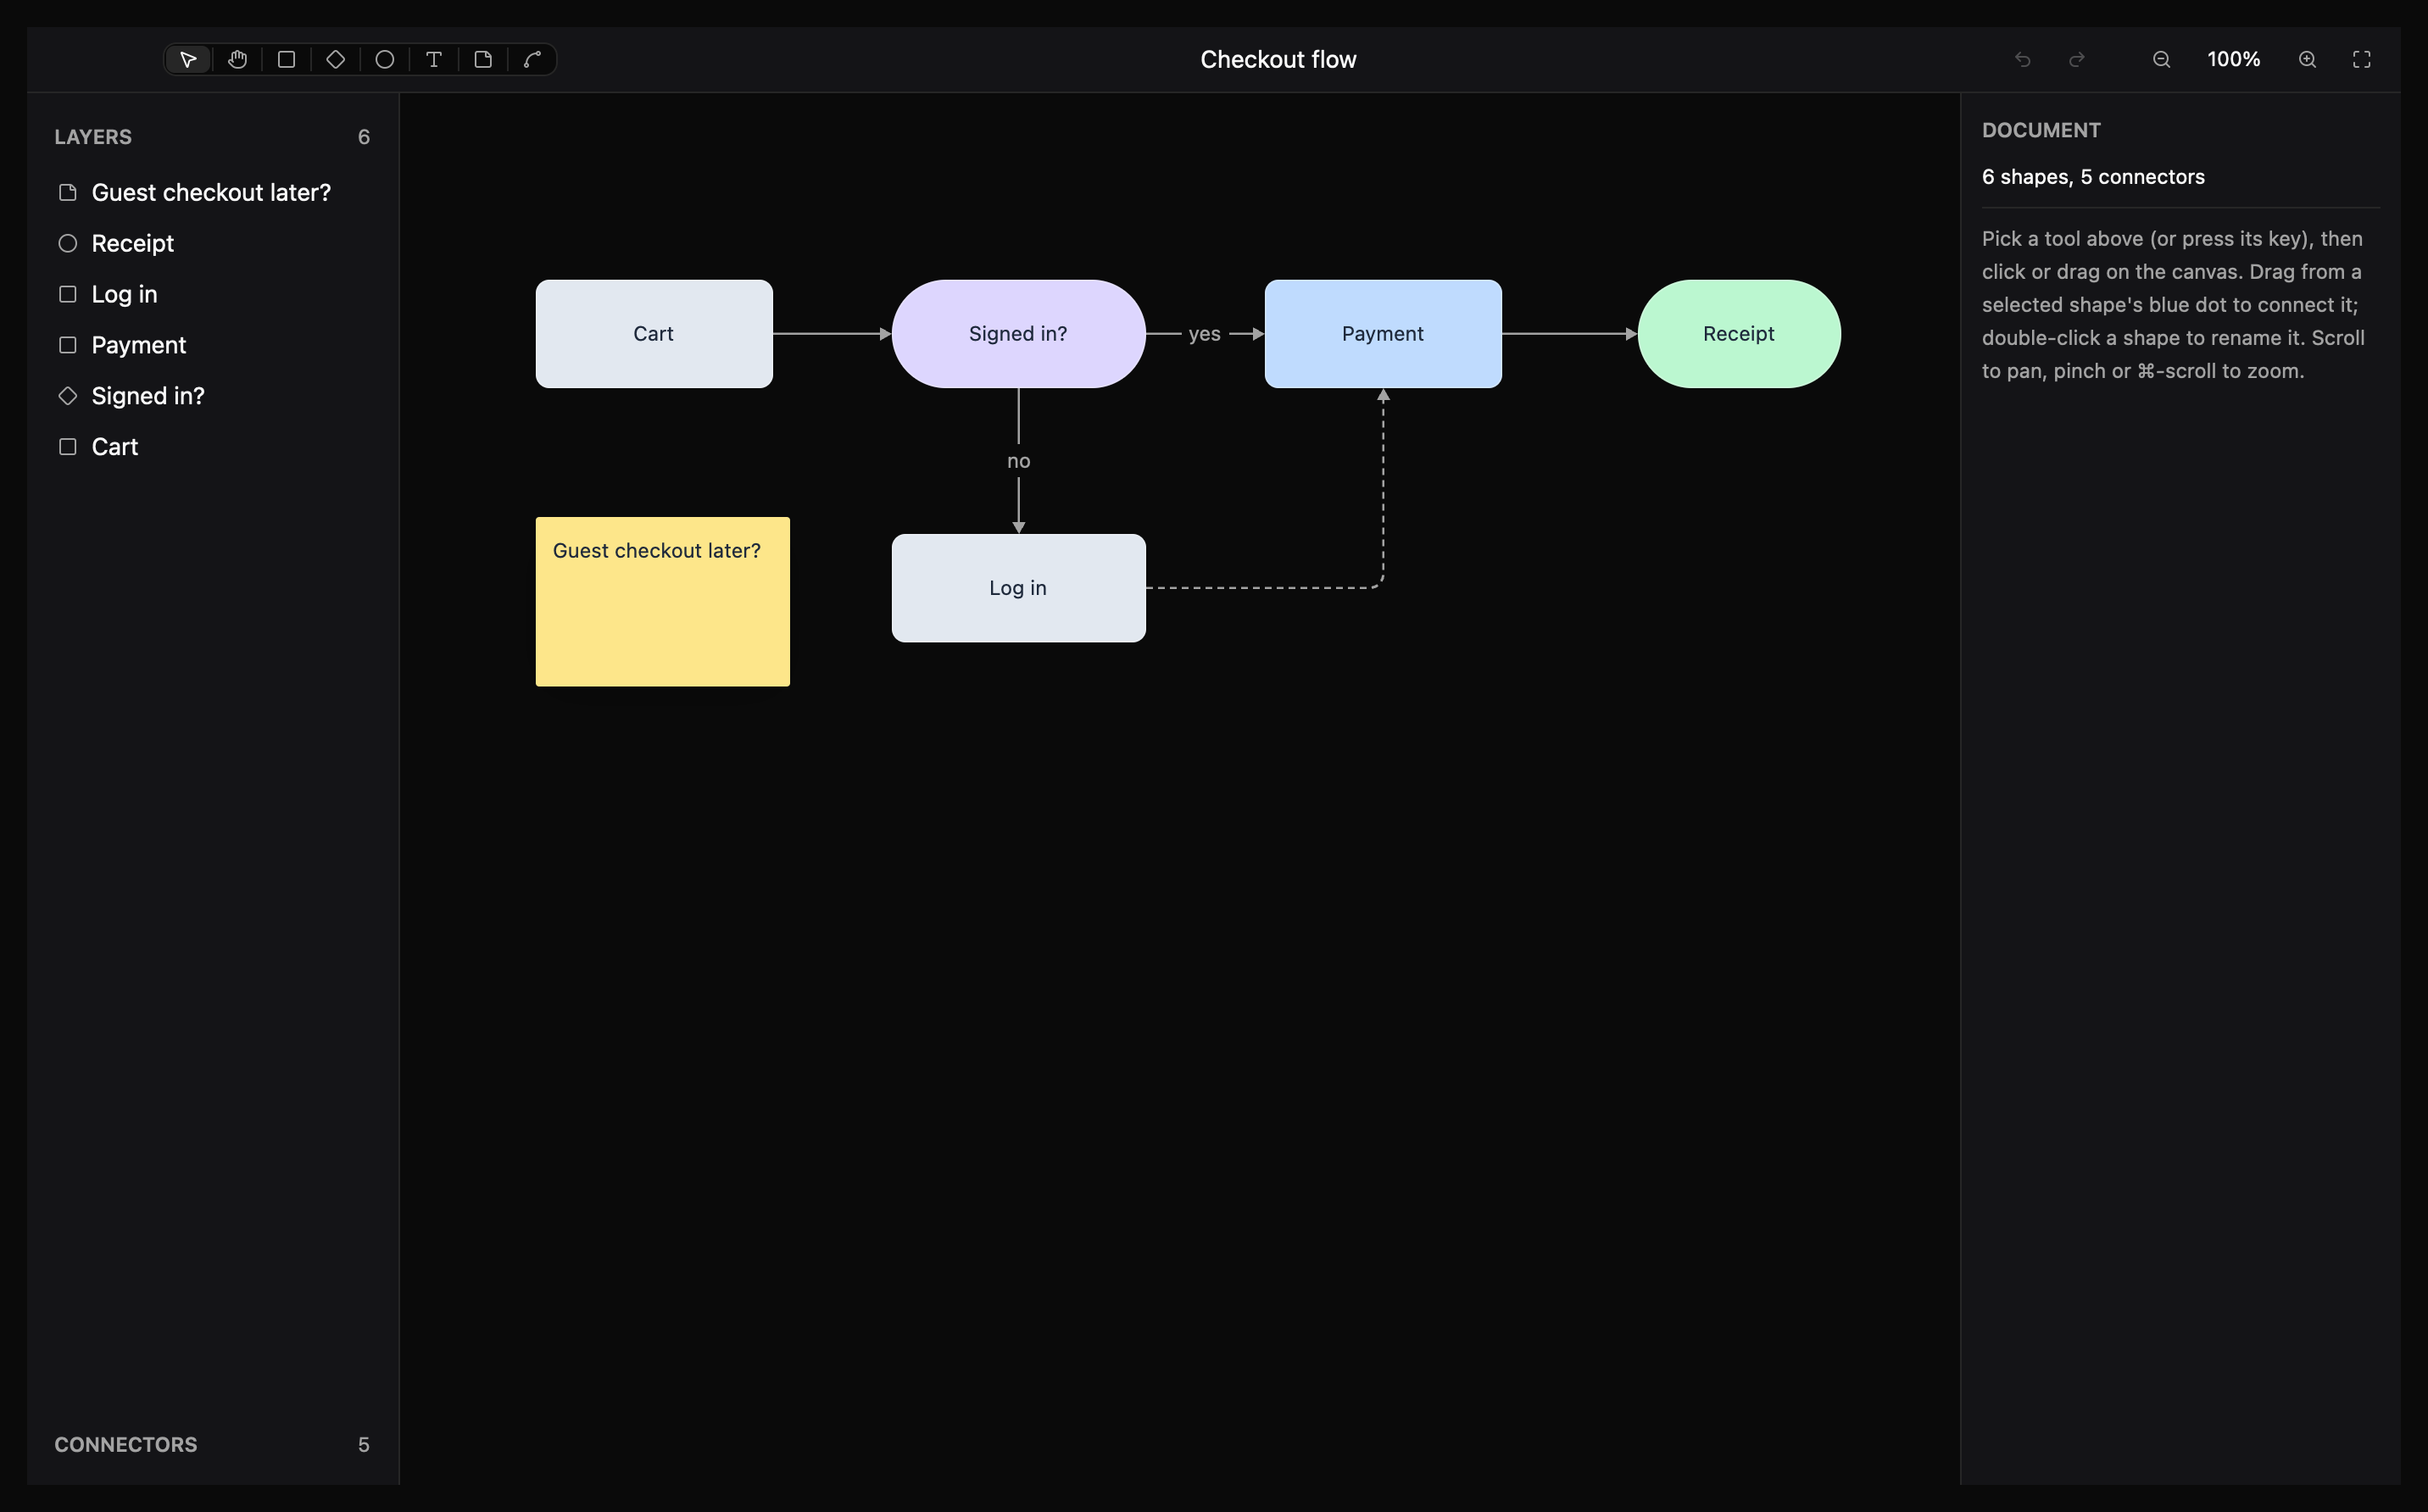 Checkout flow
100%
LAYERS 6
Guest checkout later?
Receipt
Log in
Payment
Signed in?
Cart
CONNECTORS 5
Cart
Signed in?
yes
Payment
Receipt
no
Guest checkout later?
Log in
DOCUMENT
6 shapes, 5 connectors
Pick a tool above (or press its key), then
click or drag on the canvas. Drag from a
selected shape's blue dot to connect it;
double-click a shape to rename it. Scroll
to pan, pinch or ⌘-scroll to zoom.